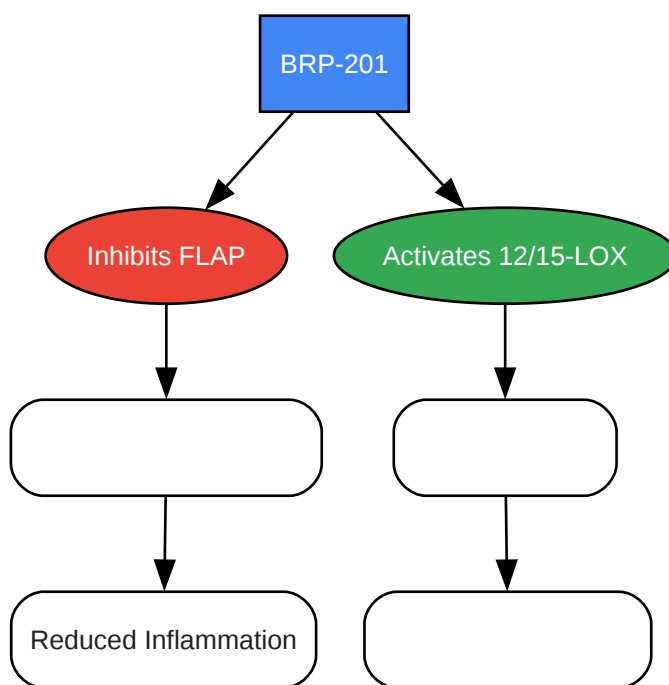 BRP-201
Inhibits FLAP
Activates 12/15-LOX
Reduced Inflammation